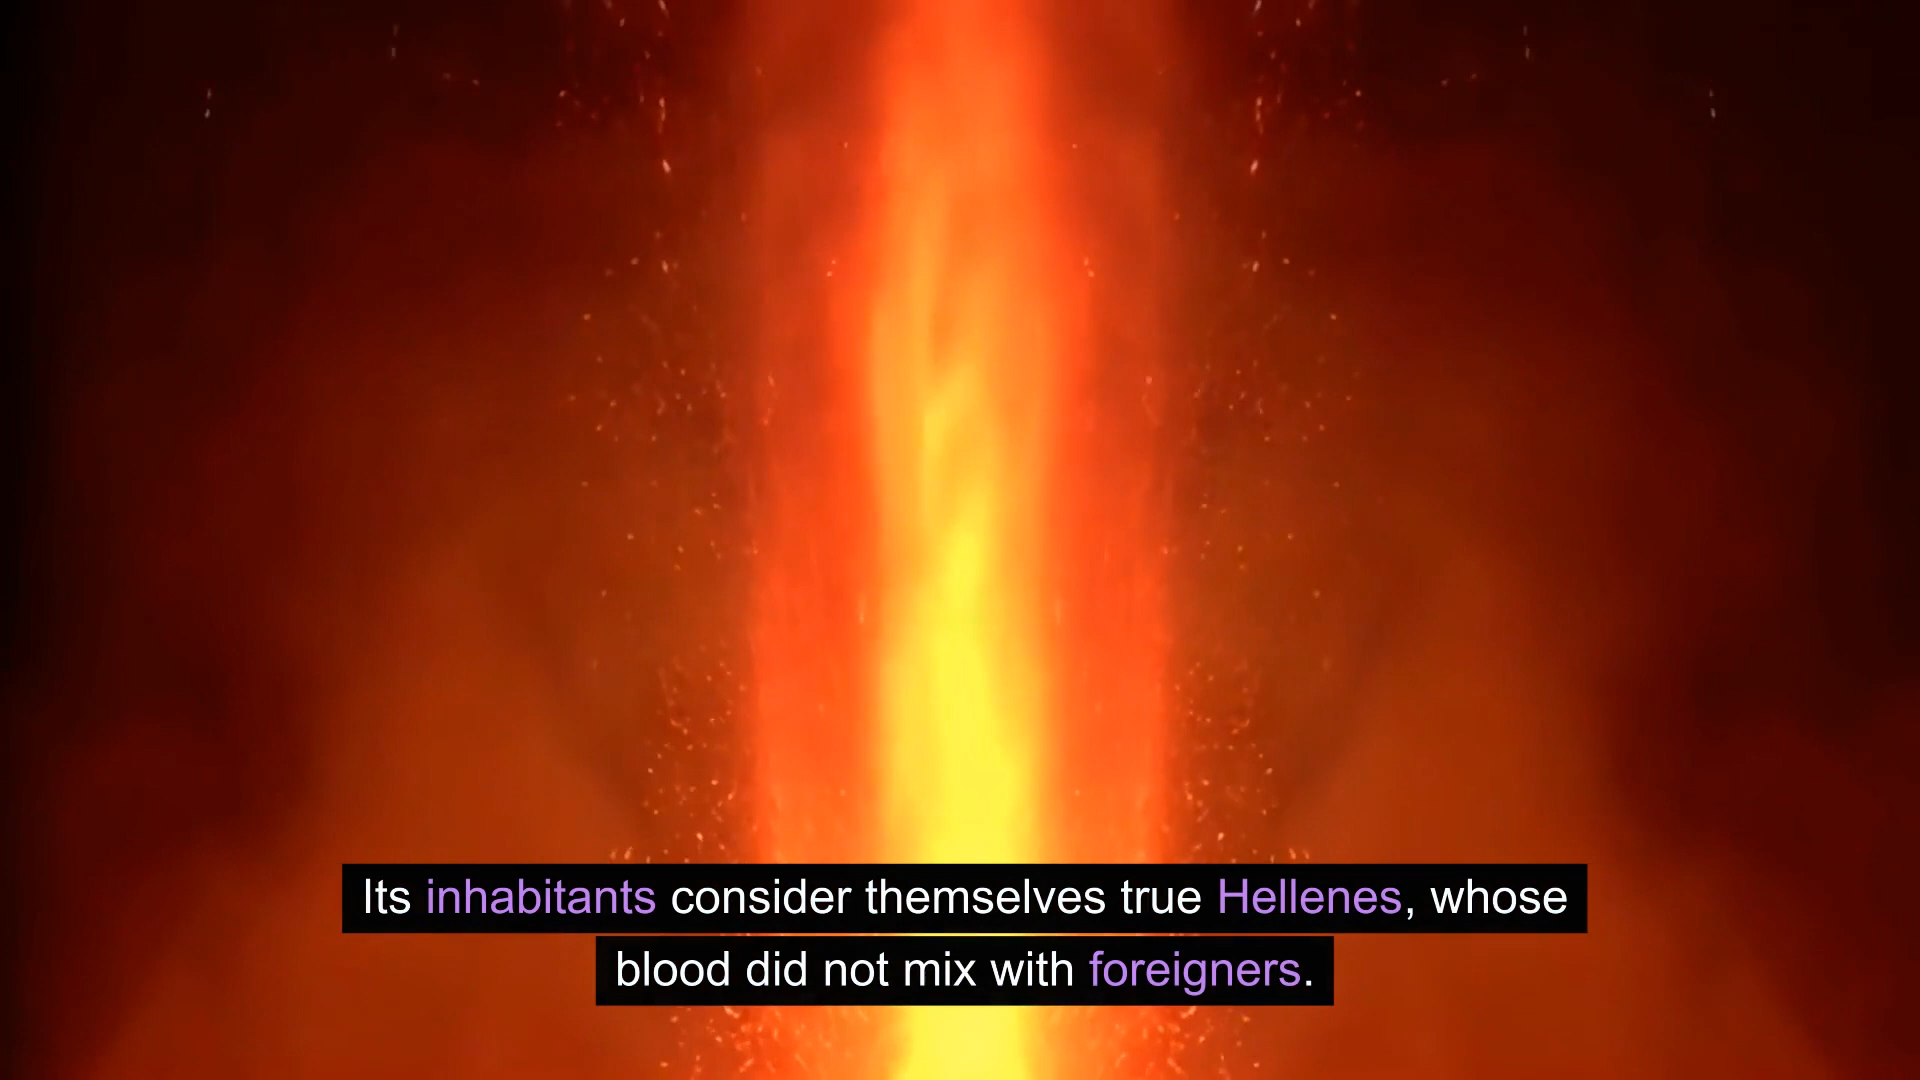 Its inhabitants consider themselves true Hellenes, whose
blood did not mix with foreigners.